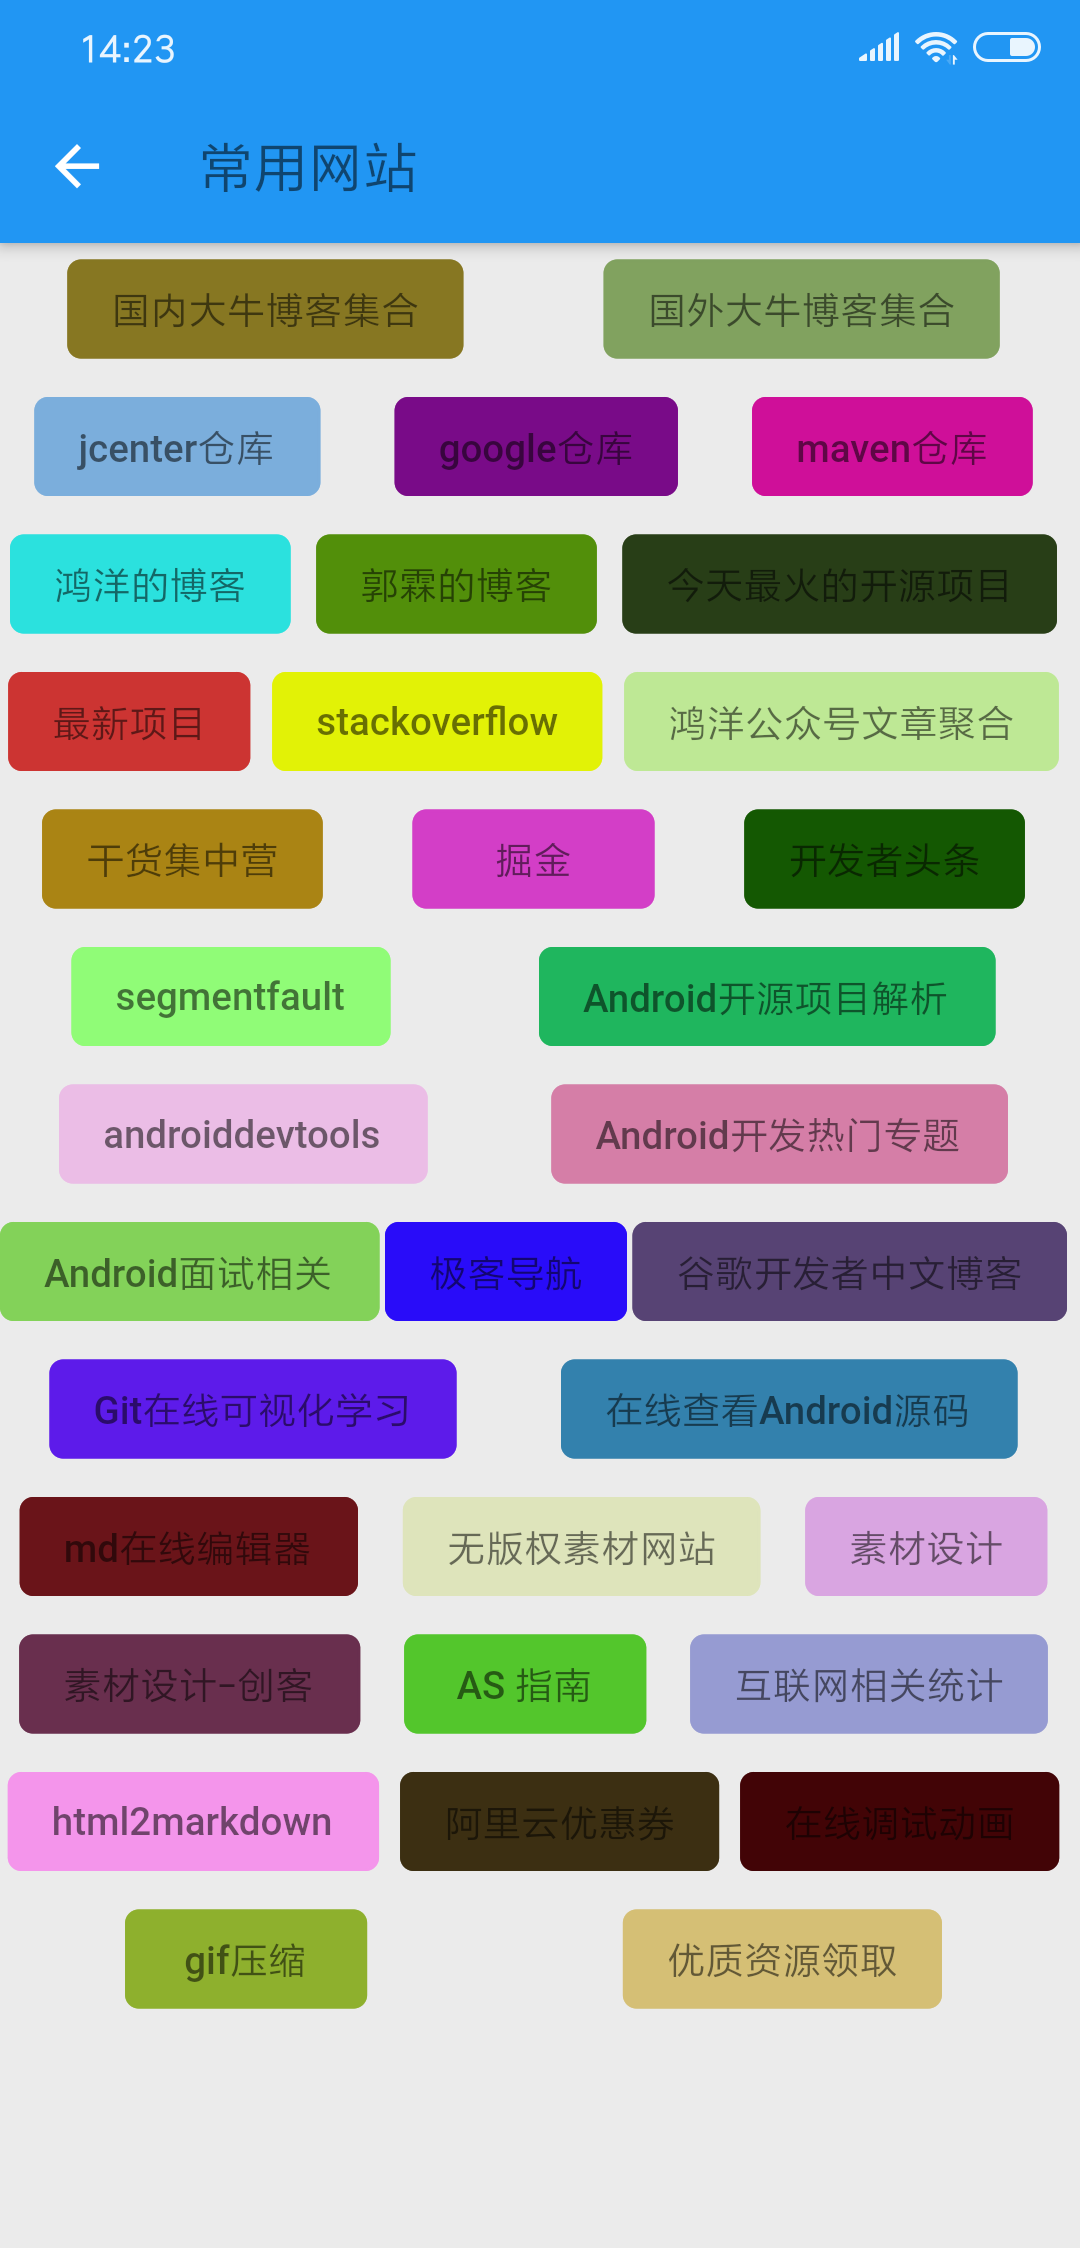 14:23
常用网站
国内大牛博客集合 国外大牛博客集合
jcenter仓库 google仓库 maven仓库
鸿洋的博客 郭霖的博客 今天最火的开源项目
最新项目 stackoverflow 鸿洋公众号文章聚合
干货集中营 掘金 开发者头条
segmentfault Android开源项目解析
androiddevtools Android开发热门专题
Android面试相关 极客导航 谷歌开发者中文博客
Git在线可视化学习 在线查看Android源码
md在线编辑器 无版权素材网站 素材设计
素材设计-创客 AS 指南 互联网相关统计
html2markdown 阿里云优惠券 在线调试动画
gif压缩 优质资源领取